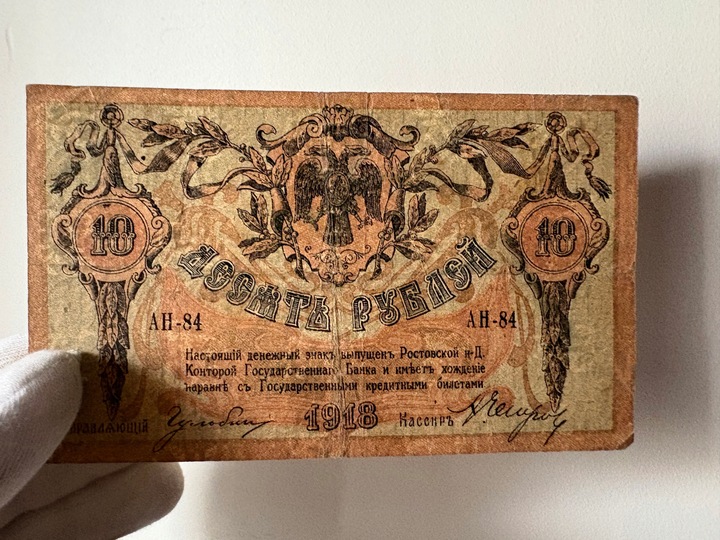 10 10
ДЕСЯТЬ РУБЛЕЙ
АН-84 АН-84
Настоящій денежный знакъ выпущенъ Ростовской н-Д.
Конторой Государственнаго Банка и имѣетъ хожденіе
наравнѣ съ Государственными кредитными билетами
1918 Кассиръ